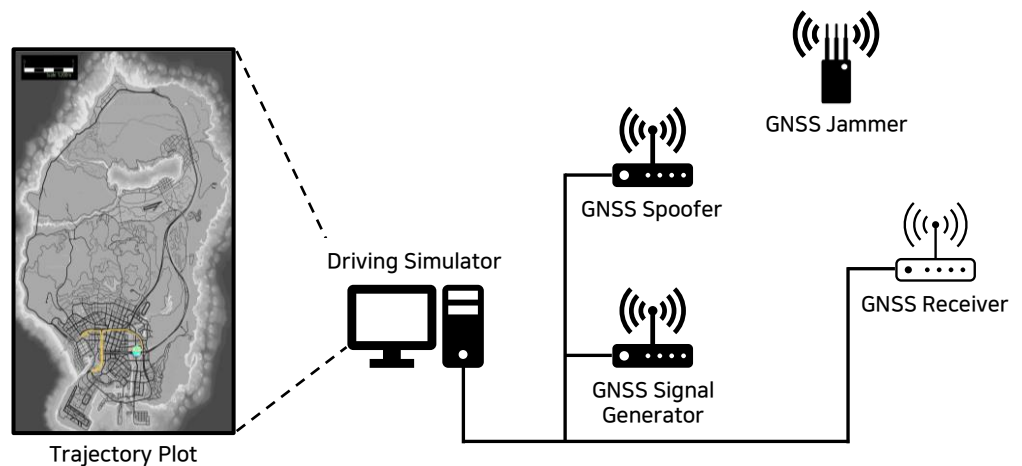 GNSS Jammer
GNSS Spoofer
Driving Simulator
GNSS Receiver
GNSS Signal
Generator
Trajectory Plot